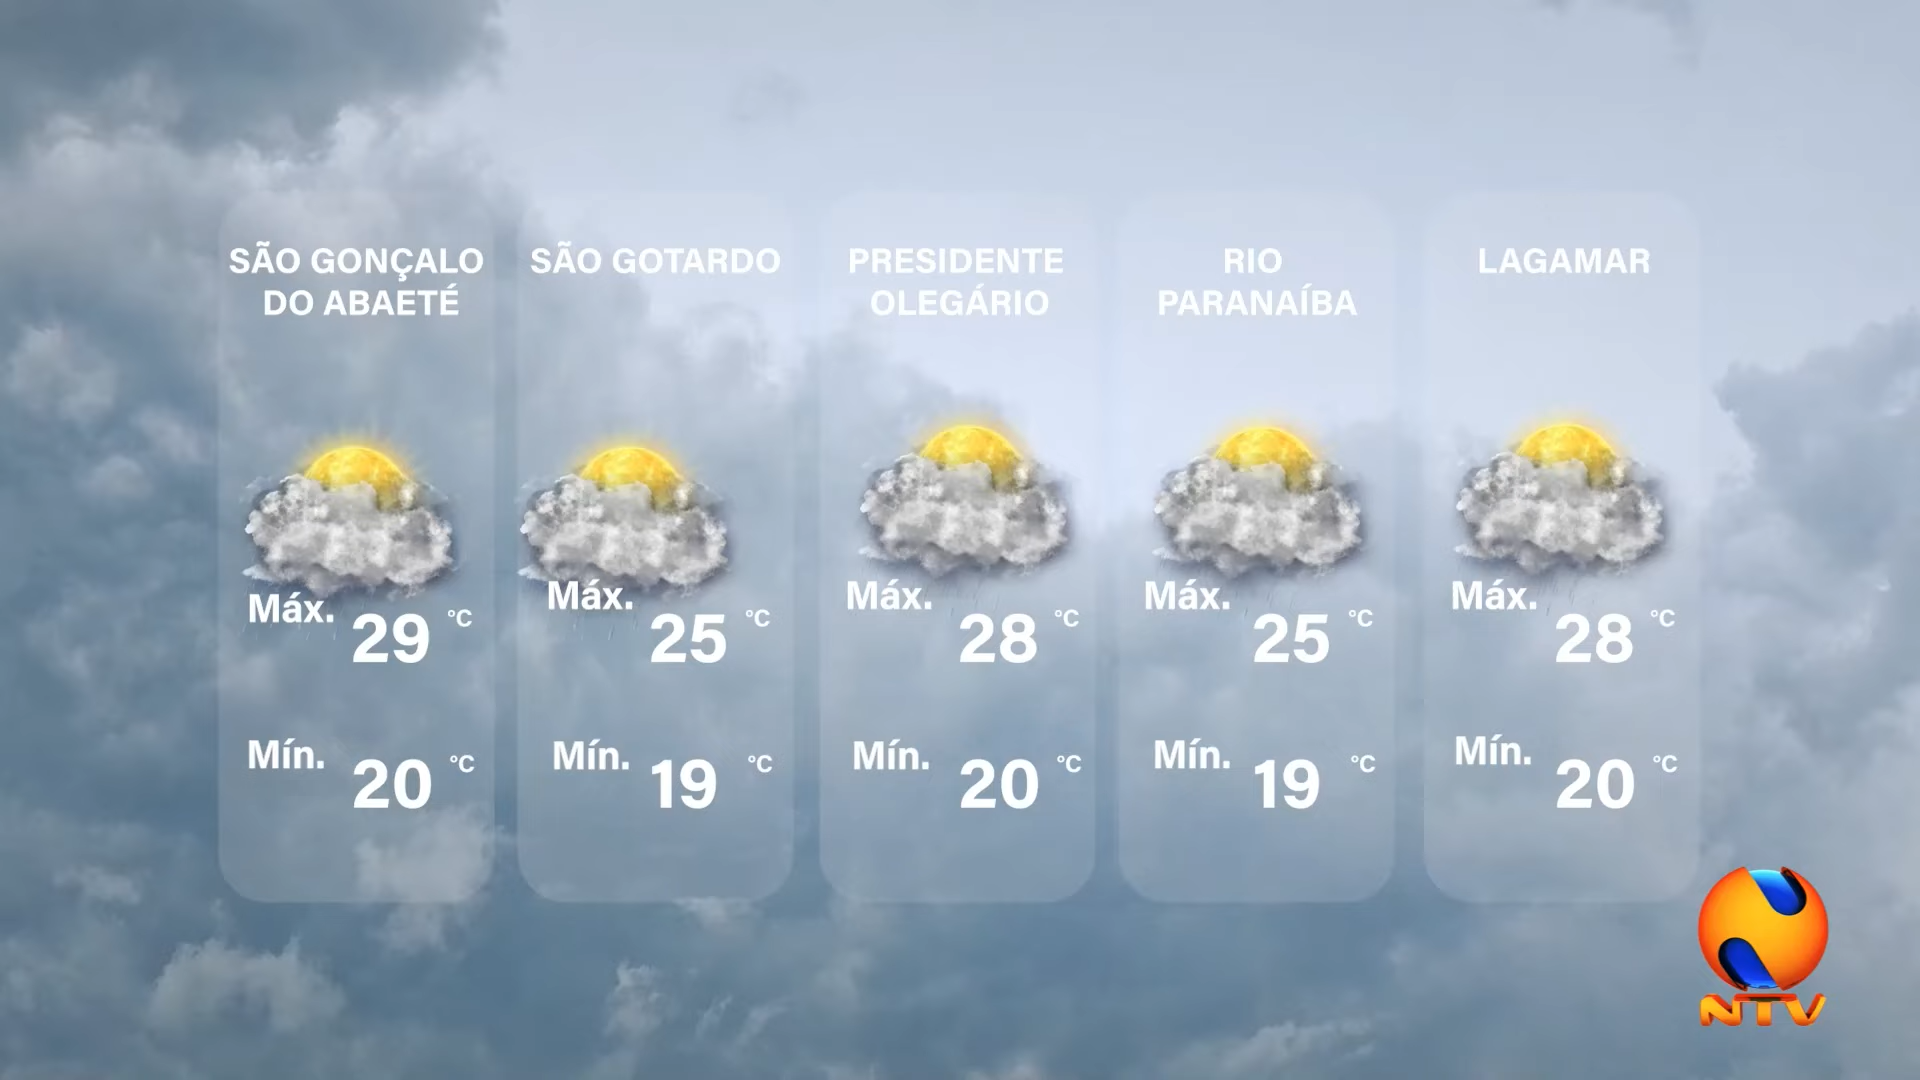 SÃO GONÇALO
DO ABAETÉ
Máx. 29 °C
Mín. 20 °C
SÃO GOTARDO
Máx. 25 °C
Mín. 19 °C
PRESIDENTE
OLEGÁRIO
Máx. 28 °C
Mín. 20 °C
RIO
PARANAÍBA
Máx. 25 °C
Mín. 19 °C
LAGAMAR
Máx. 28 °C
Mín. 20 °C
NTV